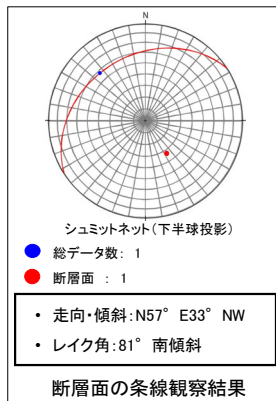 N
シュミットネット(下半球投影)
総データ数: 1
断層面 : 1
• 走向・傾斜:N57° E33° NW
• レイク角:81° 南傾斜
断層面の条線観察結果